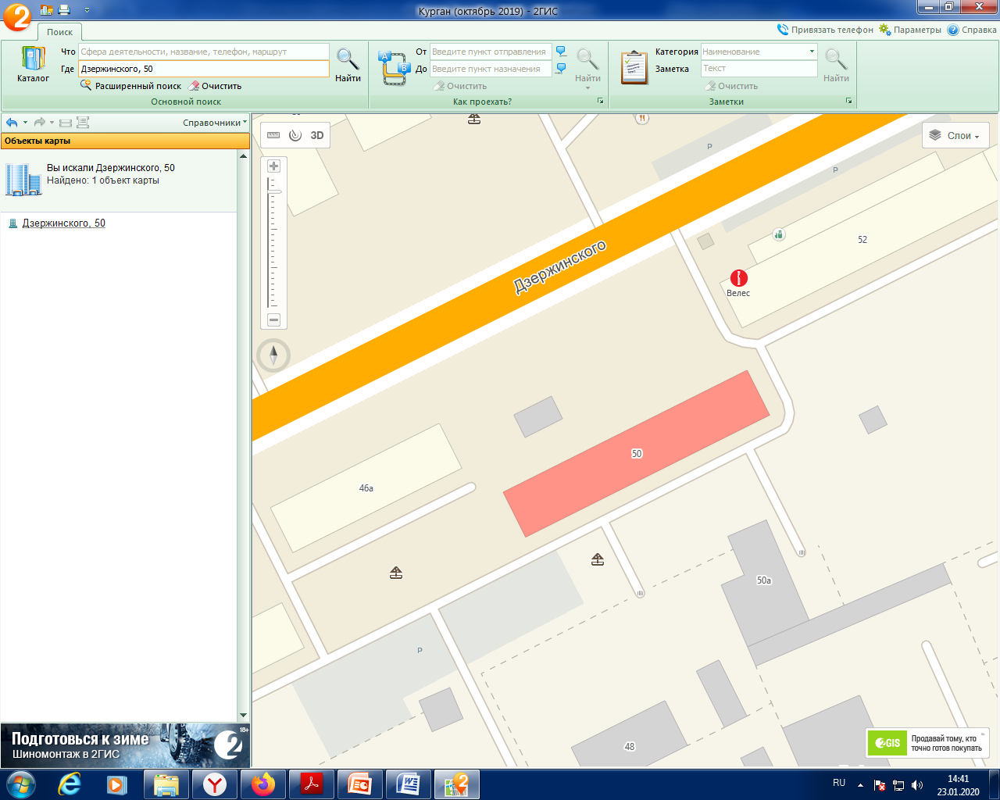 Курган (октябрь 2019) - 2ГИС
Поиск
Привязать телефон
Параметры
Справка
Каталог
Что
Сфера деятельности, название, телефон, маршрут
Где
Дзержинского, 50
Расширенный поиск
Очистить
Найти
Основной поиск
От
Введите пункт отправления
До
Введите пункт назначения
Очистить
Найти
Как проехать?
Категория
Наименование
Заметка
Текст
Очистить
Найти
Заметки
Справочники
Объекты карты
Вы искали Дзержинского, 50
Найдено: 1 объект карты
Дзержинского, 50
3D
Слои
P
P
Дзержинского
52
Велес
50
46а
50а
P
48
Подготовься к зиме
Шиномонтаж в 2ГИС
18+
2
2GIS
Продавай тому, кто
точно готов покупать
RU
14:41
23.01.2020